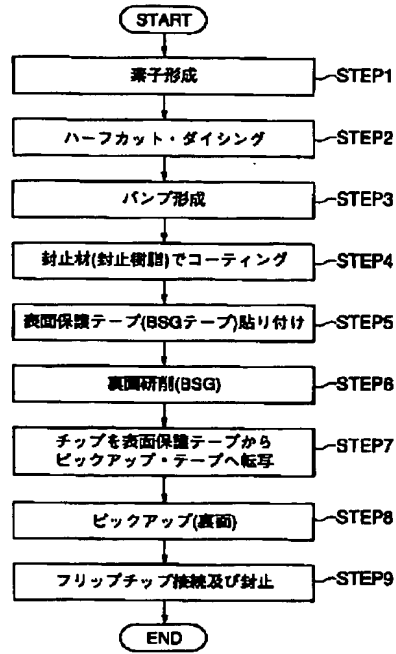 START
素子形成
STEP1
ハーフカット・ダイシング
STEP2
バンプ形成
STEP3
封止材(封止樹脂)でコーティング
STEP4
表面保護テープ(BSGテープ)貼り付け
STEP5
裏面研削(BSG)
STEP6
チップを表面保護テープから
ピックアップ・テープへ転写
STEP7
ピックアップ(裏面)
STEP8
フリップチップ接続及び封止
STEP9
END